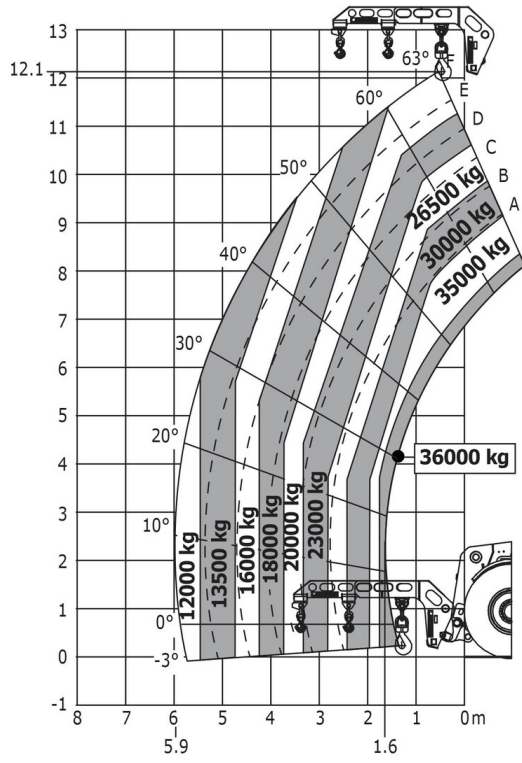 13
12.1
12
11
10
9
8
7
6
5
4
3
2
1
0
-1
63°
F
E
D
C
B
A
60°
50°
40°
30°
20°
10°
0°
-3°
26500 kg
30000 kg
35000 kg
36000 kg
12000 kg
13500 kg
16000 kg
18000 kg
20000 kg
23000 kg
8 7 6 5 4 3 2 1 0m
5.9 1.6